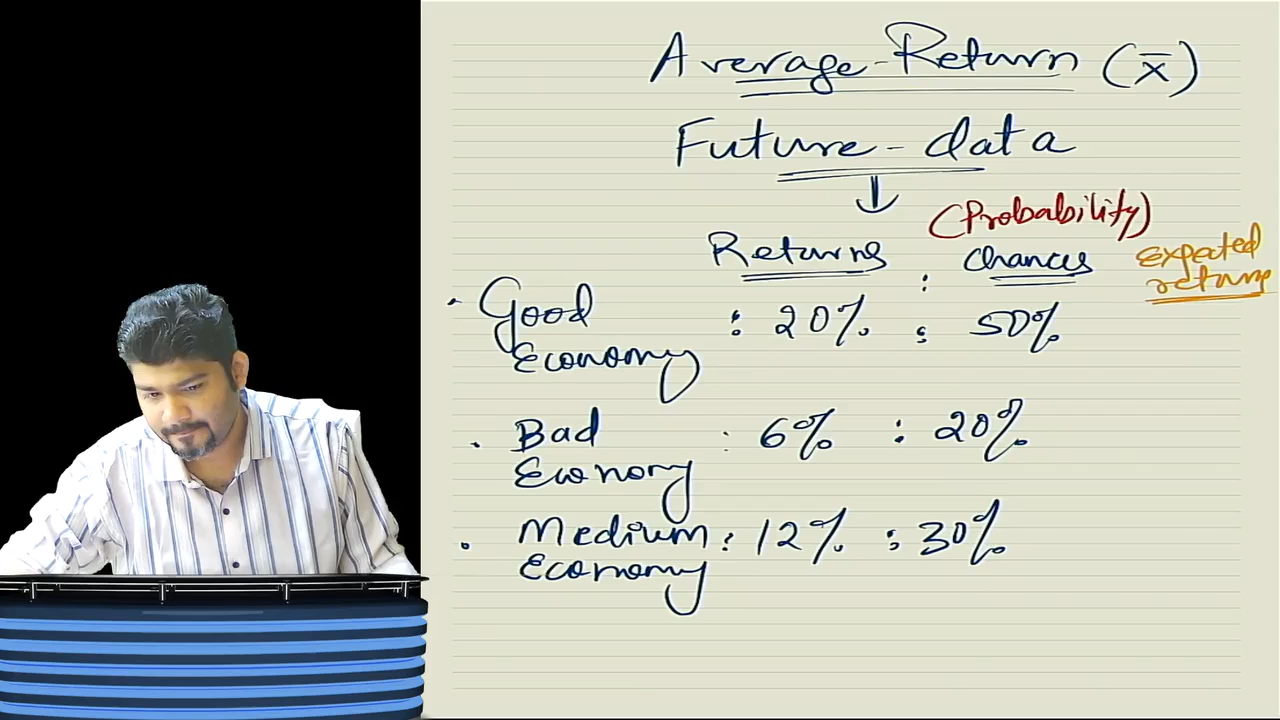 Average-Return (x̄)
Future-data
(Probability)
Returns : Chances Expected returns
Good Economy : 20% : 50%
Bad Economy : 6% : 20%
Medium Economy : 12% : 30%